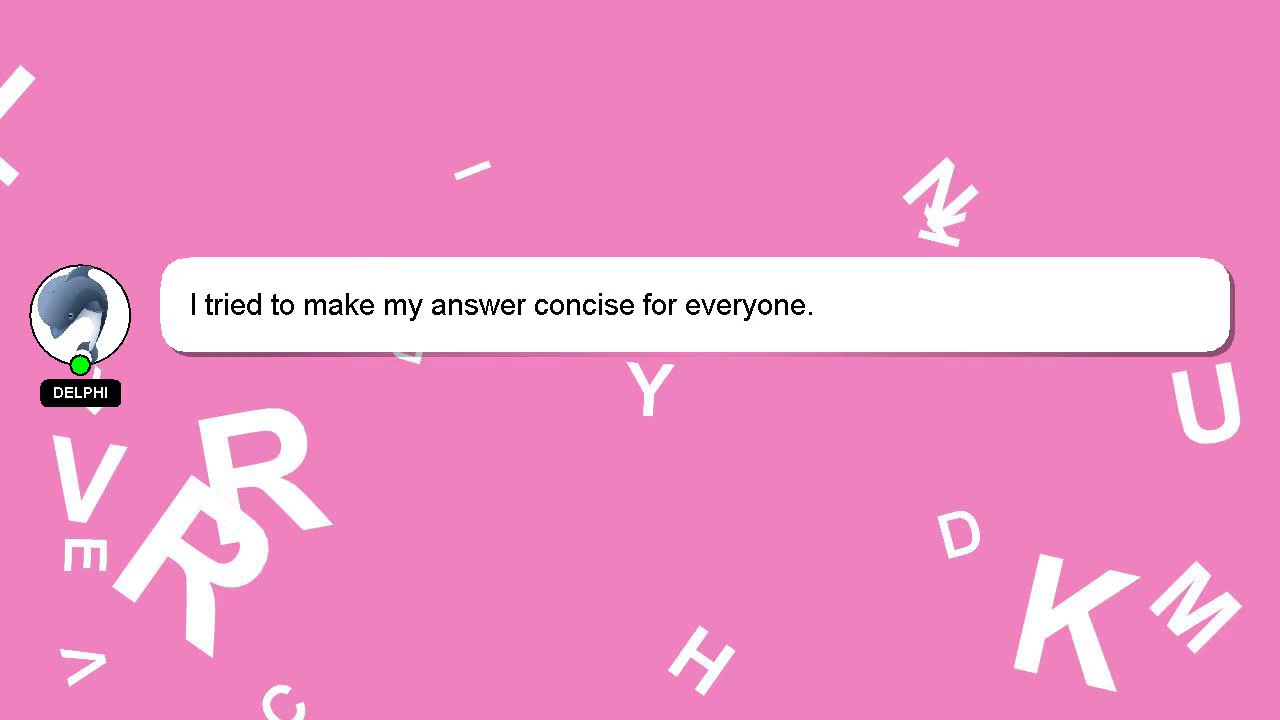 I tried to make my answer concise for everyone.
DELPHI
I
N
K
D
Y
U
V
R
R
E
D
K
M
V
H
C